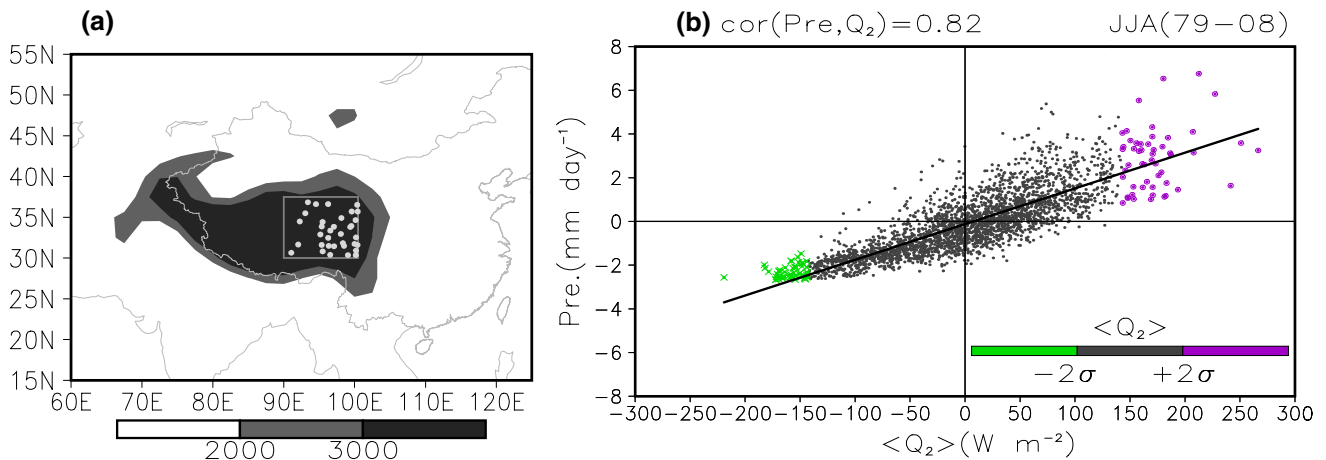 (a)
55N
50N
45N
40N
35N
30N
25N
20N
15N
60E 70E 80E 90E 100E 110E 120E
2000 3000
(b) cor(Pre,Q₂)=0.82 JJA(79−08)
Pre.(mm day⁻¹)
8
6
4
2
0
−2
−4
−6
−8
<Q₂>
−2σ +2σ
−300 −250 −200 −150 −100 −50 0 50 100 150 200 250 300
<Q₂>(W m⁻²)